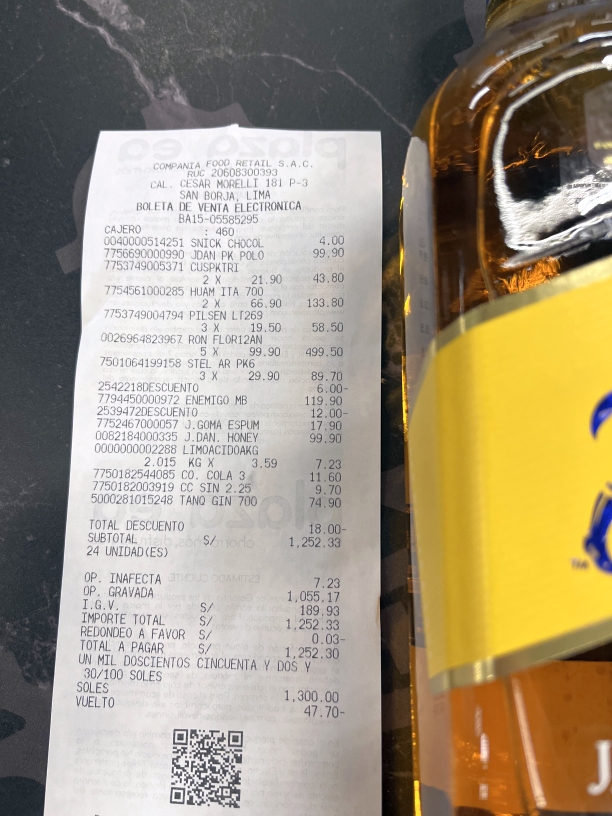 COMPANIA FOOD RETAIL S.A.C.
RUC 20608300393
CAL. CESAR MORELLI 181 P-3
SAN BORJA, LIMA
BOLETA DE VENTA ELECTRONICA
BA15-05585295
CAJERO : 460
0040000514251 SNICK CHOCOL 4.00
7756690000990 JDAN PK POLO 99.90
7753749005371 CUSPKTRI
2 X 21.90 43.80
7754561000285 HUAM ITA 700
2 X 66.90 133.80
7753749004794 PILSEN LT269
3 X 19.50 58.50
0026964823967 RON FLOR12AN
5 X 99.90 499.50
7501064199158 STEL AR PK6
3 X 29.90 89.70
2542218DESCUENTO 6.00-
7794450000972 ENEMIGO MB 119.90
2539472DESCUENTO 12.00-
7752467000057 J.GOMA ESPUM 17.90
0082184000335 J.DAN. HONEY 99.90
0000000002288 LIMOACIDOAKG
2.015 KG X 3.59 7.23
7750182544085 CO. COLA 3 11.60
7750182003919 CC SIN 2.25 9.70
5000281015248 TANQ GIN 700 74.90
TOTAL DESCUENTO 18.00-
SUBTOTAL S/ 1,252.33
24 UNIDAD(ES)
OP. INAFECTA 7.23
OP. GRAVADA 1,055.17
I.G.V. S/ 189.93
IMPORTE TOTAL S/ 1,252.33
REDONDEO A FAVOR S/ 0.03-
TOTAL A PAGAR S/ 1,252.30
UN MIL DOSCIENTOS CINCUENTA Y DOS Y
30/100 SOLES
SOLES 1,300.00
VUELTO 47.70-